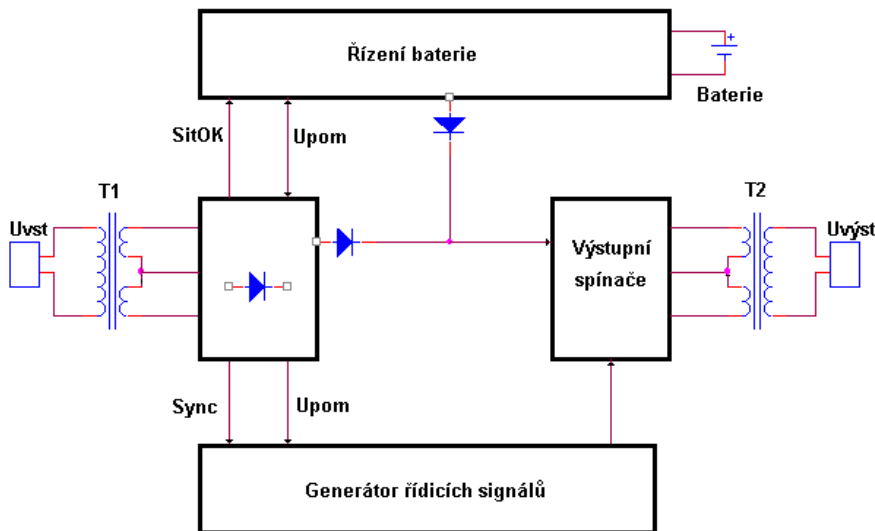 Řízení baterie
+
Baterie
SitOK
Upom
T1
T2
Uvst
Uvýst
Výstupní
spínače
Sync
Upom
Generátor řídicích signálů